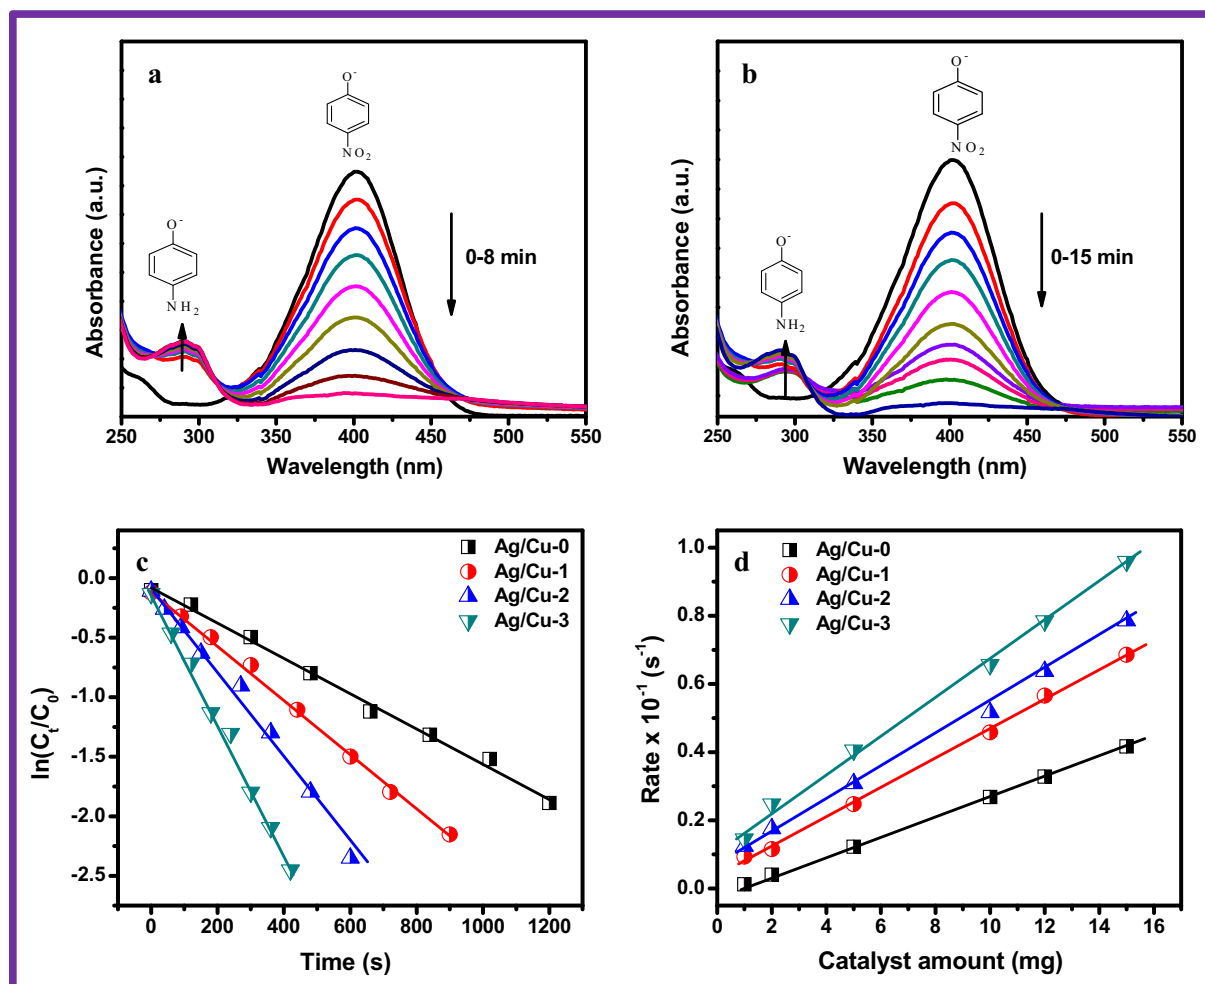 a
O⁻
NO₂
O⁻
NH₂
0-8 min
Absorbance (a.u.)
250 300 350 400 450 500 550
Wavelength (nm)
b
O⁻
NO₂
O⁻
NH₂
0-15 min
Absorbance (a.u.)
250 300 350 400 450 500 550
Wavelength (nm)
c
Ag/Cu-0
Ag/Cu-1
Ag/Cu-2
Ag/Cu-3
0.0
-0.5
-1.0
-1.5
-2.0
-2.5
ln(Cₜ/C₀)
0 200 400 600 800 1000 1200
Time (s)
d
Ag/Cu-0
Ag/Cu-1
Ag/Cu-2
Ag/Cu-3
1.0
0.8
0.6
0.4
0.2
0.0
Rate x 10⁻¹ (s⁻¹)
0 2 4 6 8 10 12 14 16
Catalyst amount (mg)